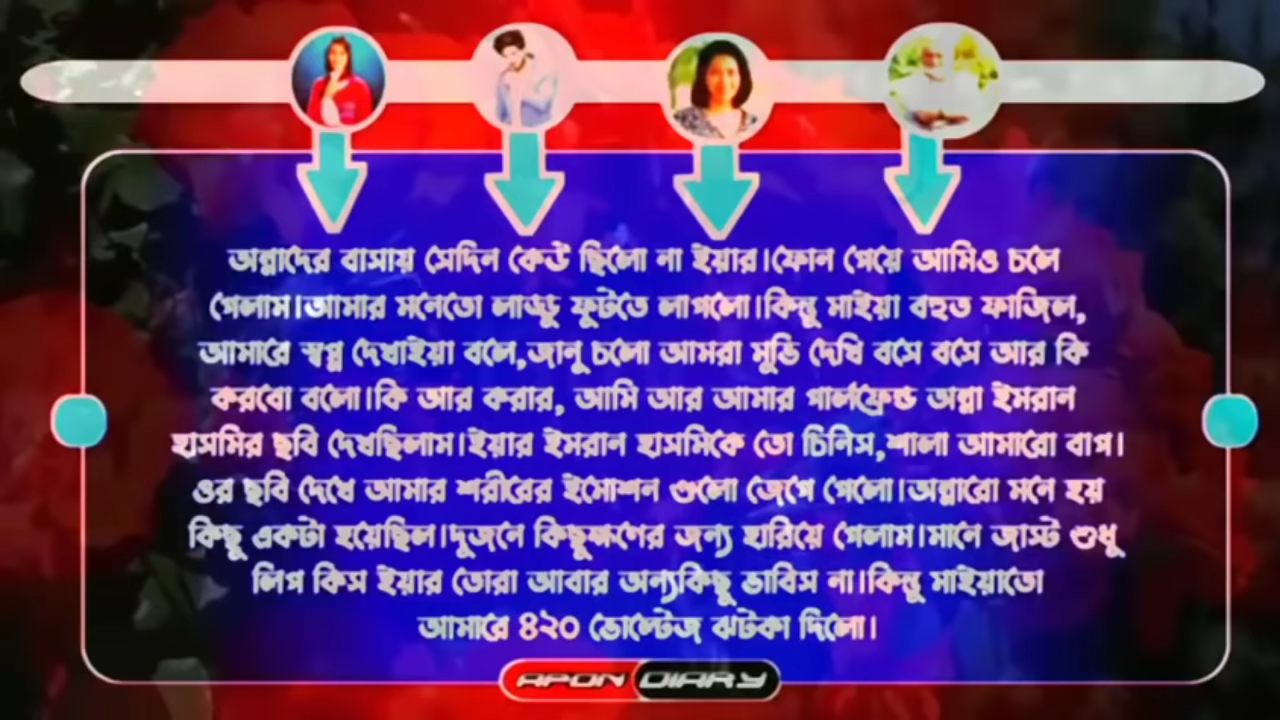 অন্নাদের বাসায় সেদিন কেউ ছিলো না ইয়ার।ফোন পেয়ে আমিও চলে
গেলাম।আমার মনেতো লাড্ডু ফুটতে লাগলো।কিন্তু মাইয়া বহুত ফাজিল,
আমারে স্বপ্ন দেখাইয়া বলে,জানু চলো আমরা মুভি দেখি বসে বসে আর কি
করবো বলো।কি আর করার, আমি আর আমার গার্লফ্রেন্ড অন্না ইমরান
হাসমির ছবি দেখছিলাম।ইয়ার ইমরান হাসমিকে তো চিনিস,শালা আমারো বাপ।
ওর ছবি দেখে আমার শরীরের ইমোশন গুলো জেগে গেলো।অন্নারো মনে হয়
কিছু একটা হয়েছিল।দুজনে কিছুক্ষণের জন্য হারিয়ে গেলাম।মানে জাস্ট শুধু
লিপ কিস ইয়ার তোরা আবার অন্যকিছু ভাবিস না।কিন্তু মাইয়াতো
আমারে ৪২০ ভোল্টেজ ঝটকা দিলো।
APON DIARY